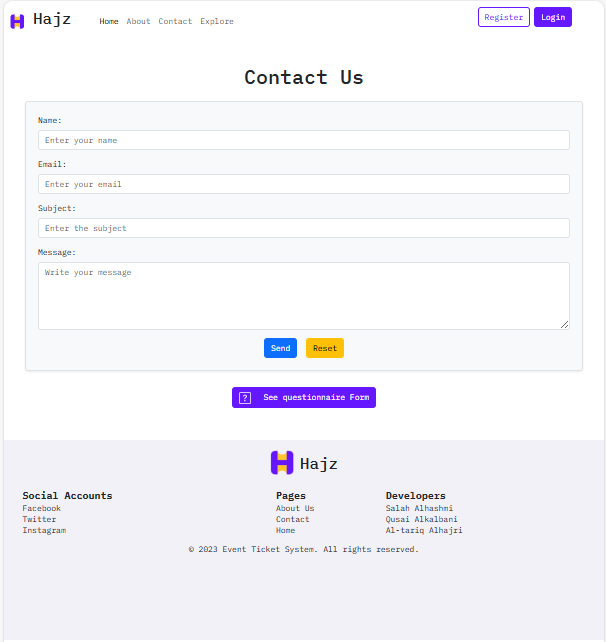 Hajz
Home About Contact Explore
Register Login
Contact Us
Name:
Enter your name
Email:
Enter your email
Subject:
Enter the subject
Message:
Write your message
Send Reset
? See questionnaire Form
Hajz
Social Accounts
Facebook
Twitter
Instagram
Pages
About Us
Contact
Home
Developers
Salah Alhashmi
Qusai Alkalbani
Al-tariq Alhajri
© 2023 Event Ticket System. All rights reserved.